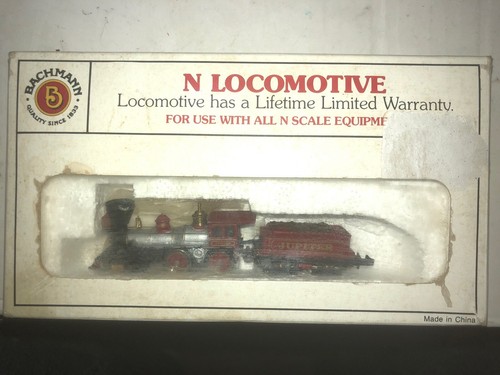 BACHMANN
B
QUALITY SINCE 1833
N LOCOMOTIVE
Locomotive has a Lifetime Limited Warranty.
FOR USE WITH ALL N SCALE EQUIPME
JUPITER
Made in China